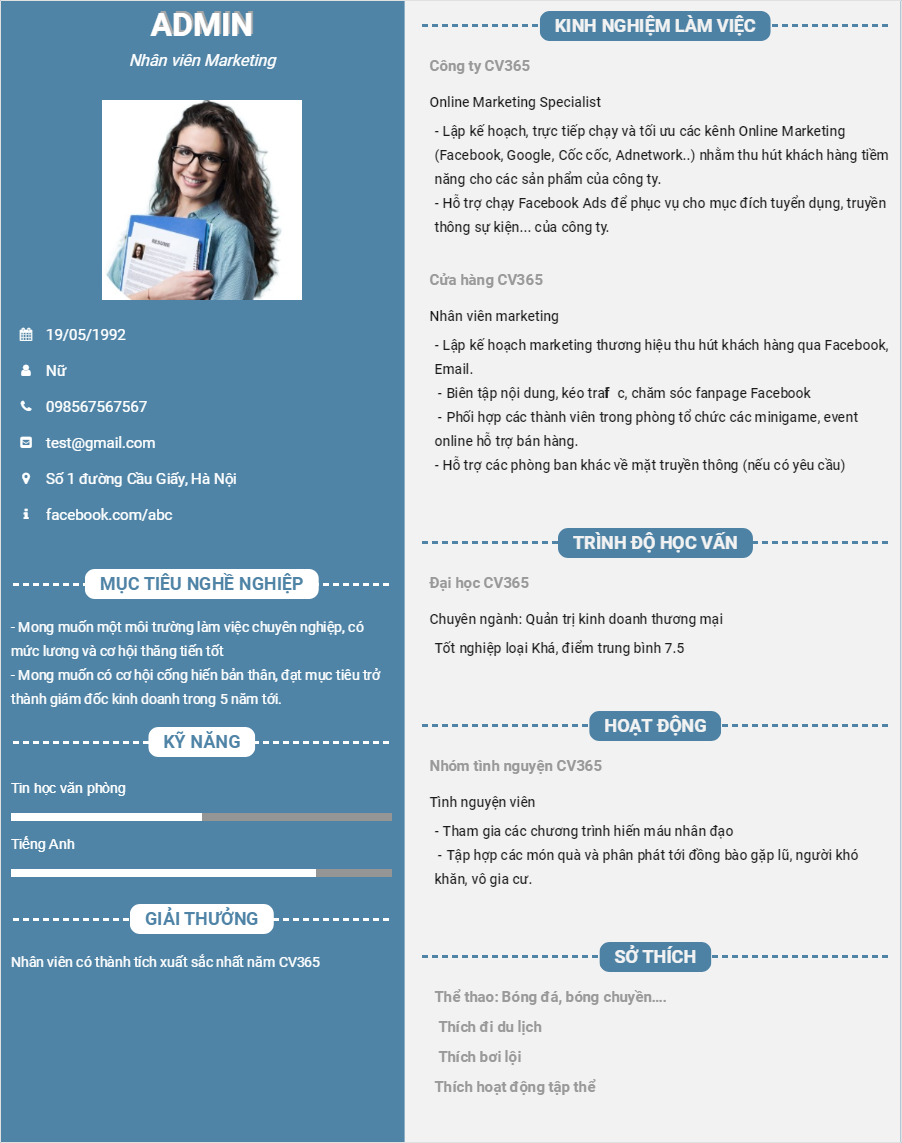 ADMIN
Nhân viên Marketing
RESUME
19/05/1992
Nữ
098567567567
test@gmail.com
Số 1 đường Cầu Giấy, Hà Nội
facebook.com/abc
MỤC TIÊU NGHỀ NGHIỆP
- Mong muốn một môi trường làm việc chuyên nghiệp, có
mức lương và cơ hội thăng tiến tốt
- Mong muốn có cơ hội cống hiến bản thân, đạt mục tiêu trở
thành giám đốc kinh doanh trong 5 năm tới.
KỸ NĂNG
Tin học văn phòng
Tiếng Anh
GIẢI THƯỞNG
Nhân viên có thành tích xuất sắc nhất năm CV365
KINH NGHIỆM LÀM VIỆC
Công ty CV365
Online Marketing Specialist
- Lập kế hoạch, trực tiếp chạy và tối ưu các kênh Online Marketing
(Facebook, Google, Cốc cốc, Adnetwork..) nhằm thu hút khách hàng tiềm
năng cho các sản phẩm của công ty.
- Hỗ trợ chạy Facebook Ads để phục vụ cho mục đích tuyển dụng, truyền
thông sự kiện... của công ty.
Cửa hàng CV365
Nhân viên marketing
- Lập kế hoạch marketing thương hiệu thu hút khách hàng qua Facebook,
Email.
- Biên tập nội dung, kéo traf c, chăm sóc fanpage Facebook
- Phối hợp các thành viên trong phòng tổ chức các minigame, event
online hỗ trợ bán hàng.
- Hỗ trợ các phòng ban khác về mặt truyền thông (nếu có yêu cầu)
TRÌNH ĐỘ HỌC VẤN
Đại học CV365
Chuyên ngành: Quản trị kinh doanh thương mại
Tốt nghiệp loại Khá, điểm trung bình 7.5
HOẠT ĐỘNG
Nhóm tình nguyện CV365
Tình nguyện viên
- Tham gia các chương trình hiến máu nhân đạo
- Tập hợp các món quà và phân phát tới đồng bào gặp lũ, người khó
khăn, vô gia cư.
SỞ THÍCH
Thể thao: Bóng đá, bóng chuyền....
Thích đi du lịch
Thích bơi lội
Thích hoạt động tập thể